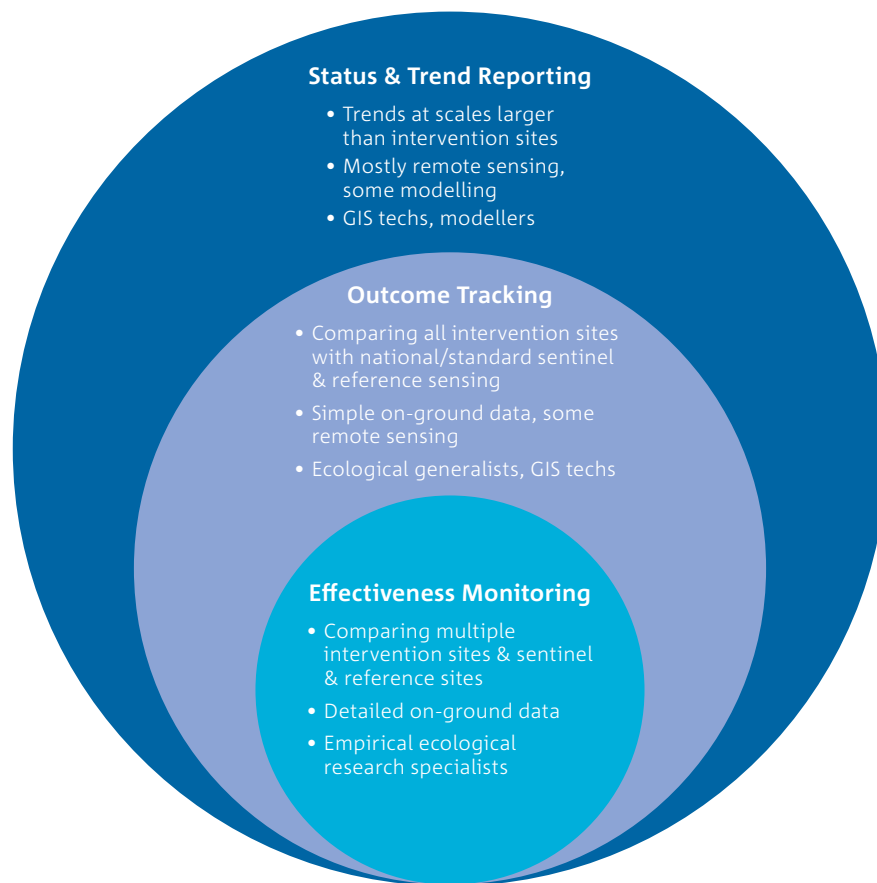 Status & Trend Reporting
• Trends at scales larger
than intervention sites
• Mostly remote sensing,
some modelling
• GIS techs, modellers
Outcome Tracking
• Comparing all intervention sites
with national/standard sentinel
& reference sensing
• Simple on-ground data, some
remote sensing
• Ecological generalists, GIS techs
Effectiveness Monitoring
• Comparing multiple
intervention sites & sentinel
& reference sites
• Detailed on-ground data
• Empirical ecological
research specialists